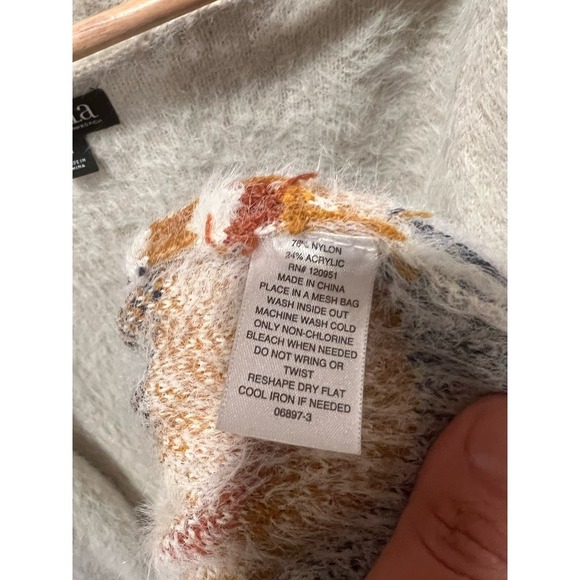 76% NYLON
24% ACRYLIC
RN# 120951
MADE IN CHINA
PLACE IN A MESH BAG
WASH INSIDE OUT
MACHINE WASH COLD
ONLY NON-CHLORINE
BLEACH WHEN NEEDED
DO NOT WRING OR
TWIST
RESHAPE DRY FLAT
COOL IRON IF NEEDED
06897-3